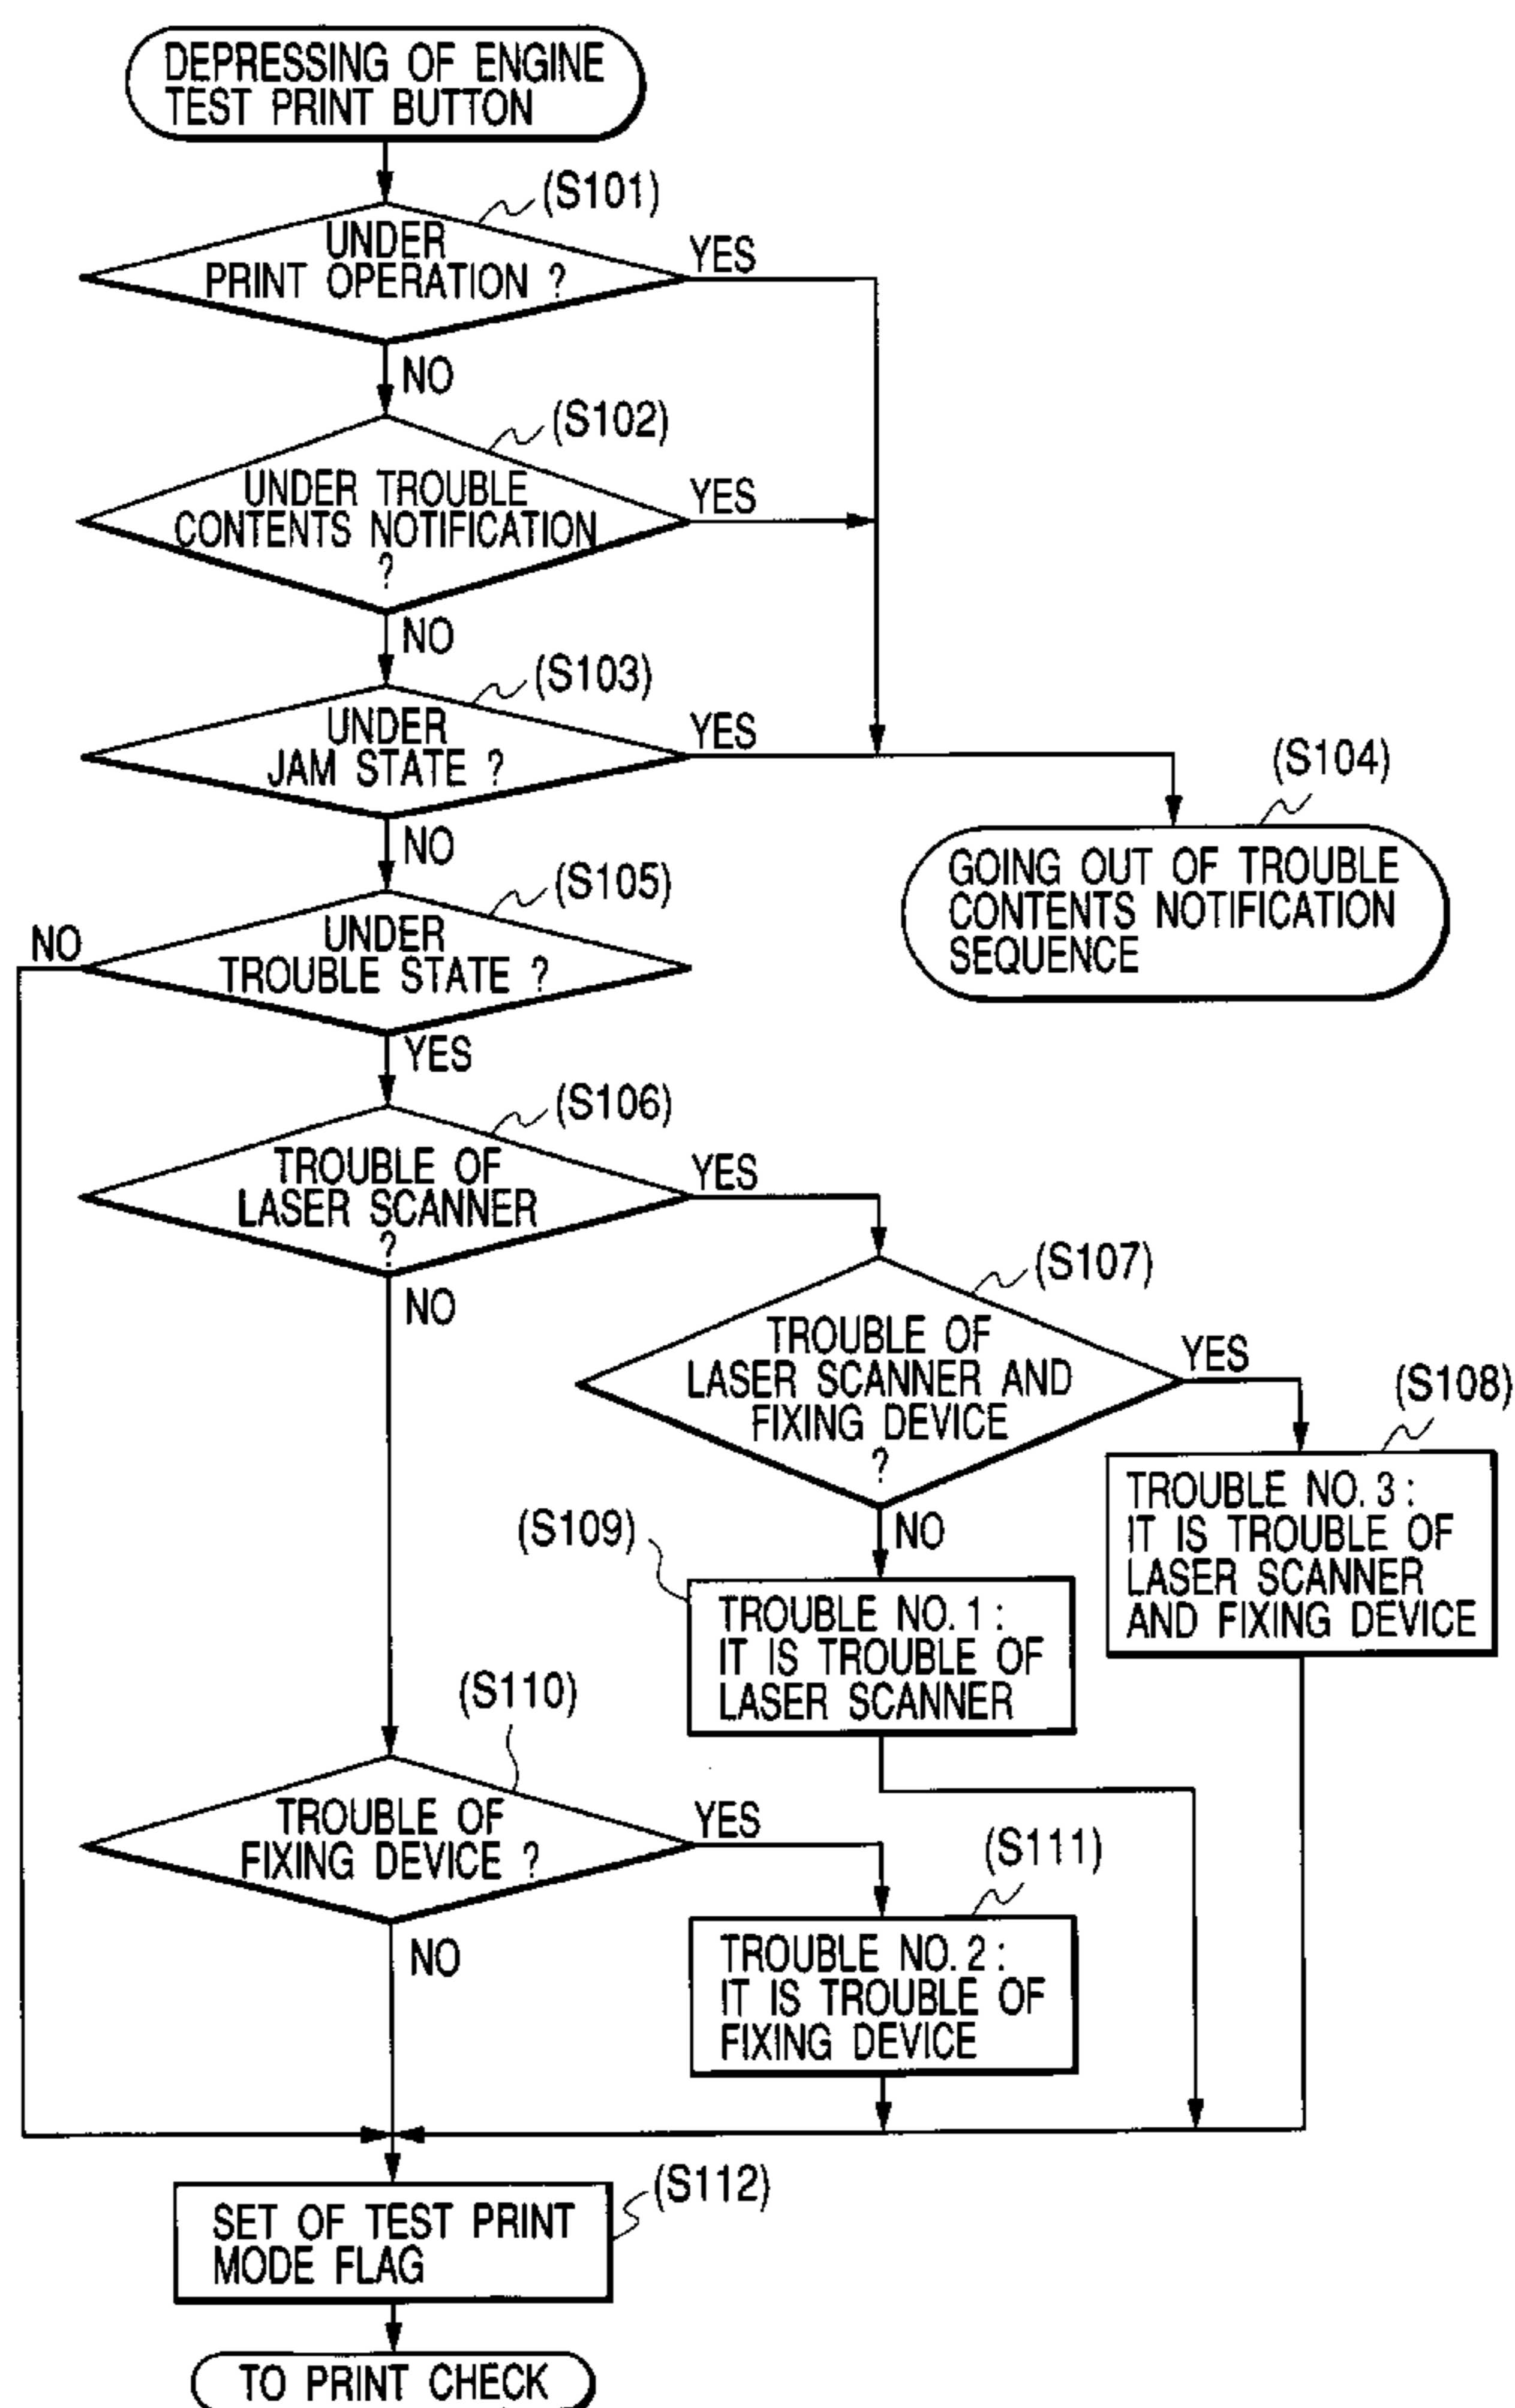 DEPRESSING OF ENGINE
TEST PRINT BUTTON
(S101)
UNDER
PRINT OPERATION ?
YES
NO
(S102)
UNDER TROUBLE
CONTENTS NOTIFICATION
?
YES
NO
(S103)
UNDER
JAM STATE ?
YES
NO
(S104)
GOING OUT OF TROUBLE
CONTENTS NOTIFICATION
SEQUENCE
(S105)
UNDER
TROUBLE STATE ?
NO
YES
(S106)
TROUBLE OF
LASER SCANNER
?
YES
NO
(S107)
TROUBLE OF
LASER SCANNER AND
FIXING DEVICE
?
YES
NO
(S108)
TROUBLE NO. 3 :
IT IS TROUBLE OF
LASER SCANNER
AND FIXING DEVICE
(S109)
TROUBLE NO. 1 :
IT IS TROUBLE OF
LASER SCANNER
(S110)
TROUBLE OF
FIXING DEVICE ?
YES
NO
(S111)
TROUBLE NO. 2 :
IT IS TROUBLE OF
FIXING DEVICE
(S112)
SET OF TEST PRINT
MODE FLAG
TO PRINT CHECK